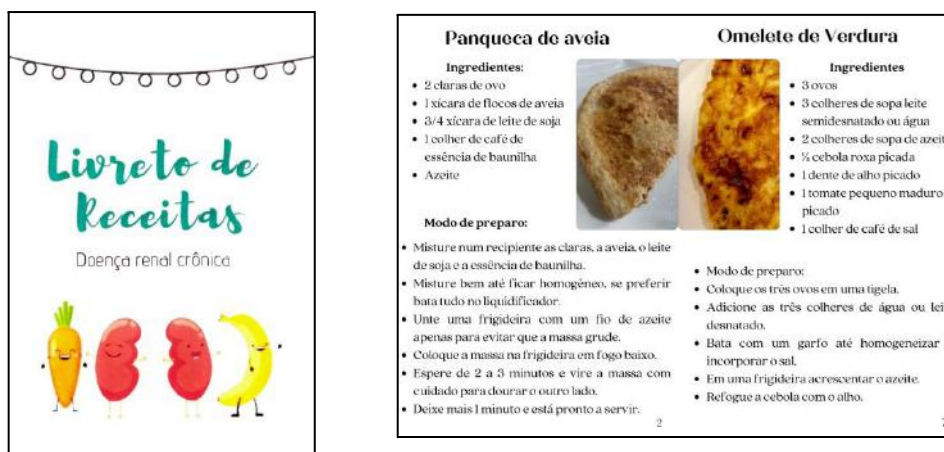 Livreto de
Receitas
Doença renal crônica
Panqueca de aveia
Ingredientes:
• 2 claras de ovo
• 1 xícara de flocos de aveia
• 3/4 xícara de leite de soja
• 1 colher de café de
essência de baunilha
• Azeite
Modo de preparo:
• Misture num recipiente as claras, a aveia, o leite
de soja e a essência de baunilha.
• Misture bem até ficar homogêneo, se preferir
bata tudo no liquidificador.
• Unte uma frigideira com um fio de azeite
apenas para evitar que a massa grude.
• Coloque a massa na frigideira em fogo baixo.
• Espere de 2 a 3 minutos e vire a massa com
cuidado para dourar o outro lado.
• Deixe mais 1 minuto e está pronto a servir.
2
Omelete de Verdura
Ingredientes
• 3 ovos
• 3 colheres de sopa leite
semidesnatado ou água
• 2 colheres de sopa de azeit
• ½ cebola roxa picada
• 1 dente de alho picado
• 1 tomate pequeno maduro
picado
• 1 colher de café de sal
• Modo de preparo:
• Coloque os três ovos em uma tigela.
• Adicione as três colheres de água ou lei
desnatado.
• Bata com um garfo até homogeneizar
incorporar o sal.
• Em uma frigideira acrescentar o azeite.
• Refogue a cebola com o alho.